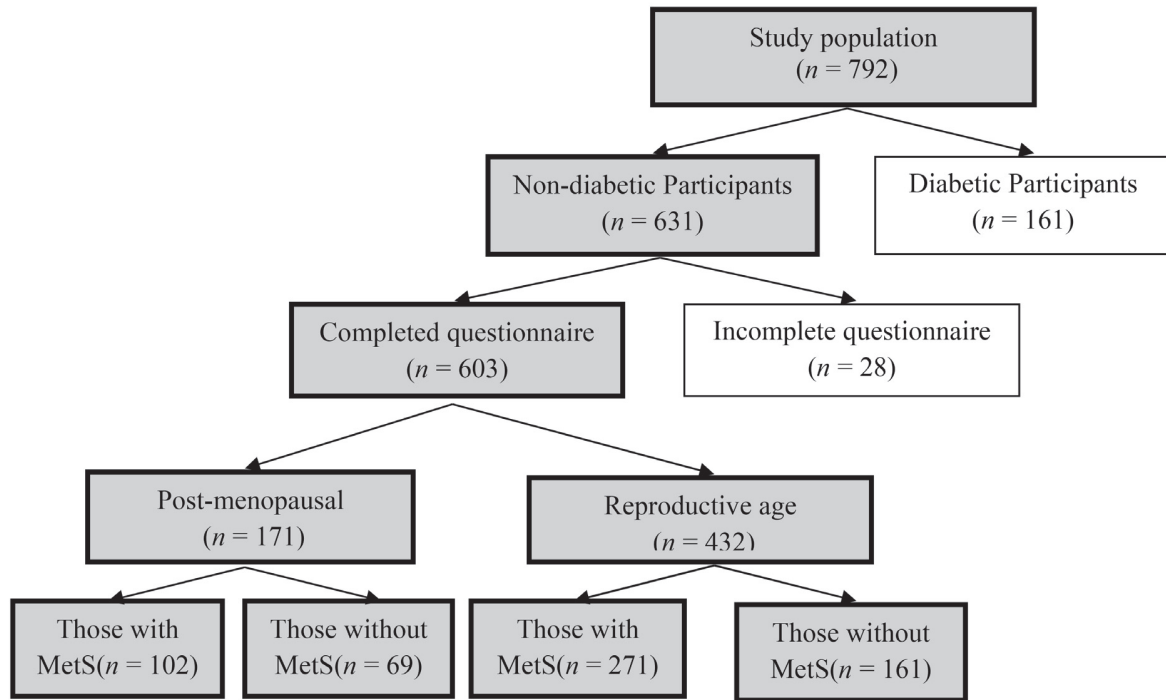 Study population
(n = 792)
Non-diabetic Participants
(n = 631)
Diabetic Participants
(n = 161)
Completed questionnaire
(n = 603)
Incomplete questionnaire
(n = 28)
Post-menopausal
(n = 171)
Reproductive age
(n = 432)
Those with
MetS(n = 102)
Those without
MetS(n = 69)
Those with
MetS(n = 271)
Those without
MetS(n = 161)